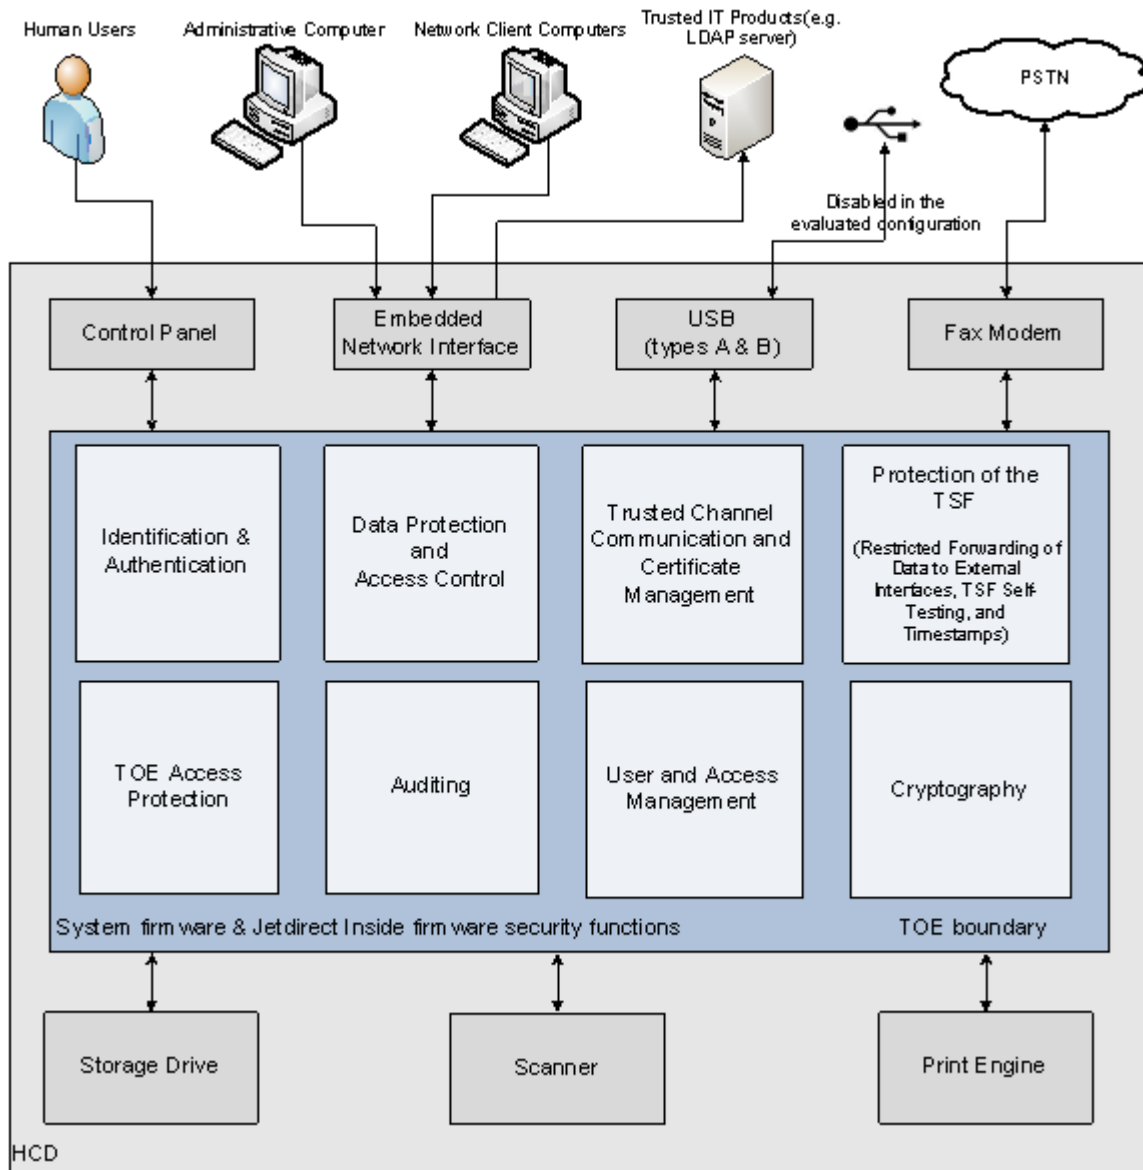 Human Users
Administrative Computer
Network Client Computers
Trusted IT Products(e.g.
LDAP server)
PSTN
Disabled in the
evaluated configuration
Control Panel
Embedded
Network Interface
USB
(types A & B)
Fax Modem
Identification &
Authentication
Data Protection
and
Access Control
Trusted Channel
Communication and
Certificate
Management
Protection of the
TSF
(Restricted Forwarding of
Data to External
Interfaces, TSF Self-
Testing, and
Timestamps)
TOE Access
Protection
Auditing
User and Access
Management
Cryptography
System firmware & Jetdirect Inside firmware security functions
TOE boundary
Storage Drive
Scanner
Print Engine
HCD